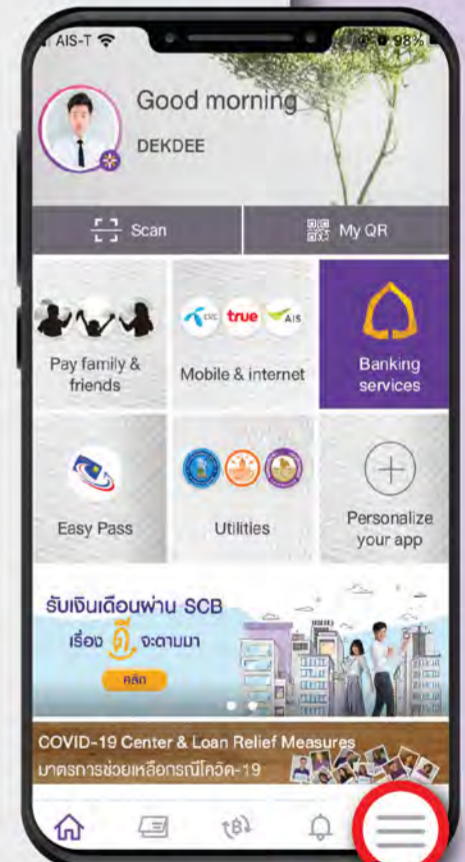 AIS-T 98%
Good morning
DEKDEE
Scan
My QR
Pay family &
friends
true AIS
Mobile & internet
Banking
services
Easy Pass
Utilities
Personalize
your app
รับเงินเดือนผ่าน SCB
เรื่อง ดี จะตามมา
คลิก
COVID-19 Center & Loan Relief Measures
มาตรการช่วยเหลือกรณีโควิด-19